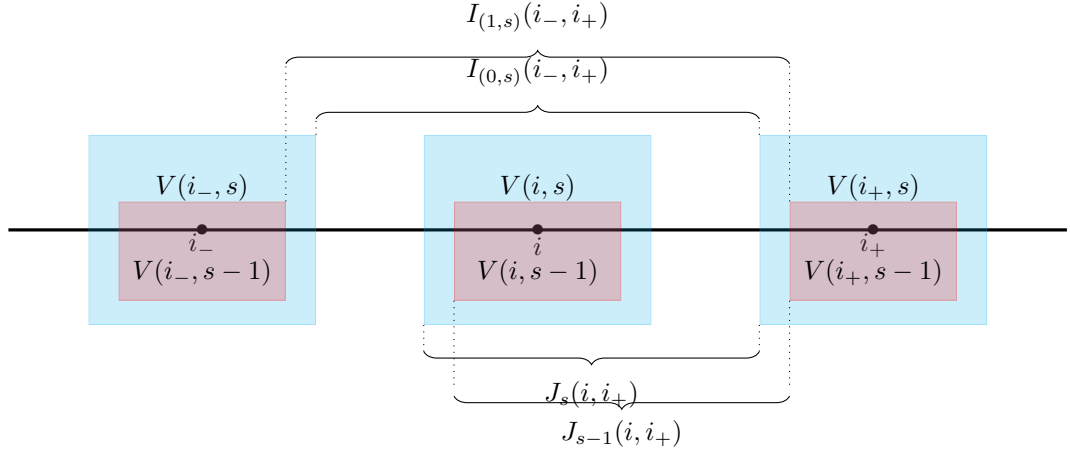 I_{(1,s)}(i_−, i_+)
I_{(0,s)}(i_−, i_+)
V(i_−, s) V(i, s) V(i_+, s)
i_− i i_+
V(i_−, s − 1) V(i, s − 1) V(i_+, s − 1)
J_s(i, i_+)
J_{s−1}(i, i_+)